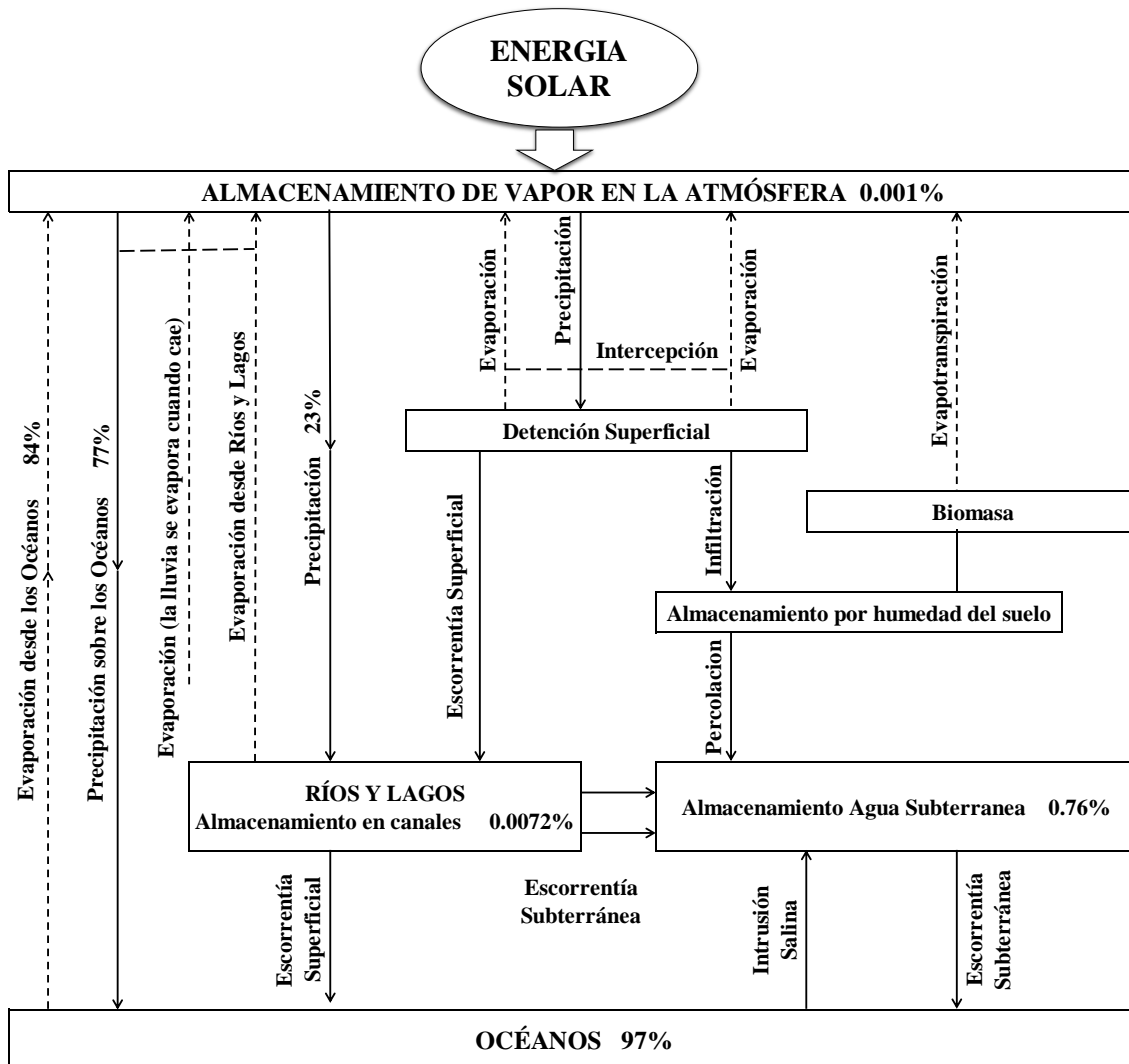 ENERGIA
SOLAR
ALMACENAMIENTO DE VAPOR EN LA ATMÓSFERA 0.001%
Evaporación desde los Océanos 84%
Precipitación sobre los Océanos 77%
Evaporación (la lluvia se evapora cuando cae)
Evaporación desde Ríos y Lagos
Precipitación 23%
Evaporación
Precipitación
Intercepción
Evaporación
Evapotranspiración
Detención Superficial
Escorrentía Superficial
Infiltración
Biomasa
Almacenamiento por humedad del suelo
Percolacion
RÍOS Y LAGOS
Almacenamiento en canales 0.0072%
Almacenamiento Agua Subterranea 0.76%
Escorrentía
Superficial
Escorrentía
Subterránea
Intrusión
Salina
Escorrentía
Subterránea
OCÉANOS 97%